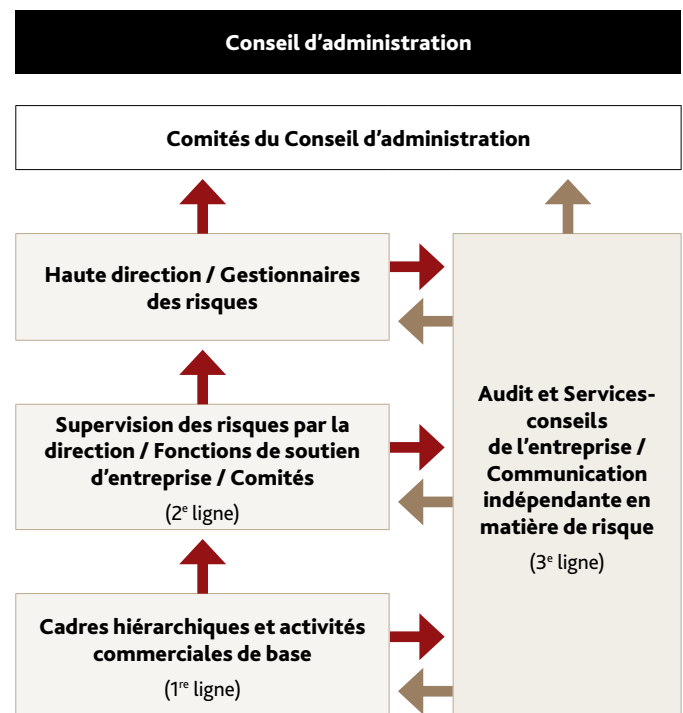 Conseil d’administration
Comités du Conseil d’administration
Haute direction / Gestionnaires
des risques
Supervision des risques par la
direction / Fonctions de soutien
d’entreprise / Comités
(2e ligne)
Cadres hiérarchiques et activités
commerciales de base
(1re ligne)
Audit et Services-
conseils
de l’entreprise /
Communication
indépendante en
matière de risque
(3e ligne)